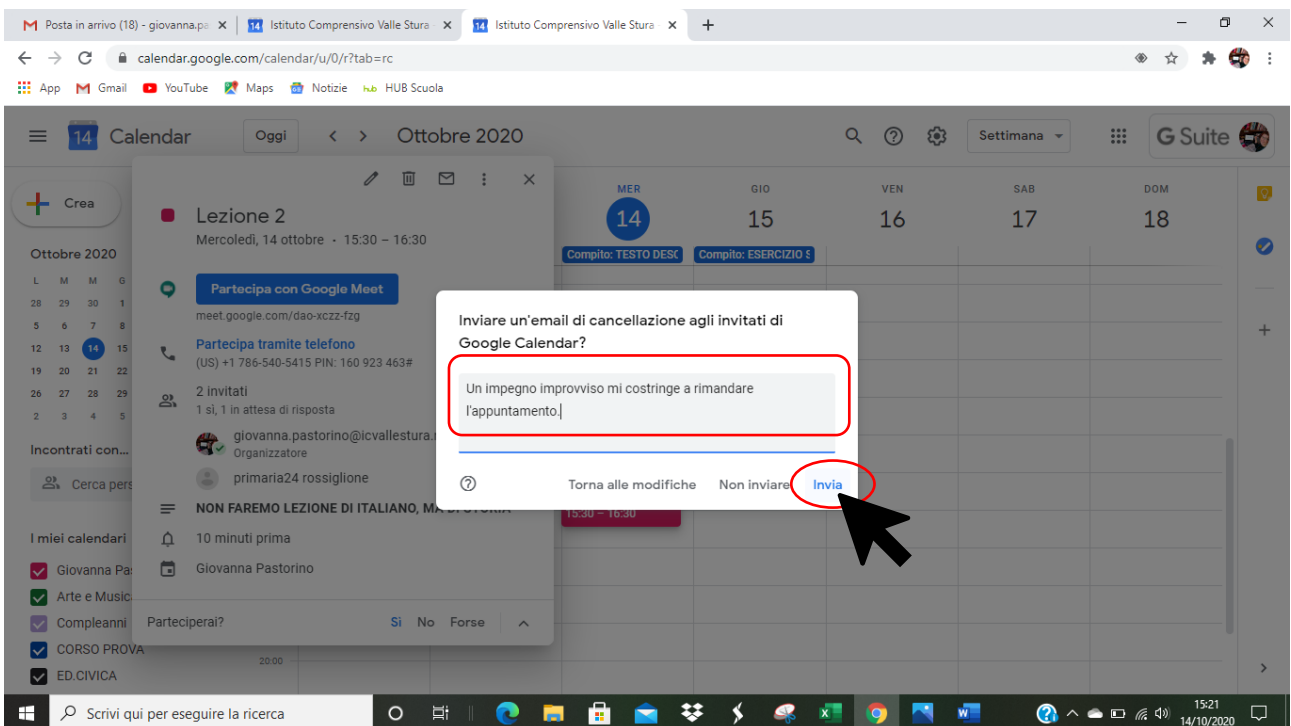 Posta in arrivo (18) - giovanna.pa
Istituto Comprensivo Valle Stura
Istituto Comprensivo Valle Stura
calendar.google.com/calendar/u/0/r?tab=rc
App Gmail YouTube Maps Notizie HUB Scuola
14 Calendar Oggi Ottobre 2020 Settimana G Suite
Crea
Ottobre 2020
L M M G
28 29 30 1
5 6 7 8
12 13 14 15
19 20 21 22
26 27 28 29
2 3 4 5
Incontrati con...
Cerca pers
I miei calendari
Giovanna Pa
Arte e Music
Compleanni
CORSO PROVA
ED.CIVICA
Lezione 2
Mercoledì, 14 ottobre - 15:30 – 16:30
Partecipa con Google Meet
meet.google.com/dao-xczz-fzg
Partecipa tramite telefono
(US) +1 786-540-5415 PIN: 160 923 463#
2 invitati
1 sì, 1 in attesa di risposta
giovanna.pastorino@icvallestura.
Organizzatore
primaria24 rossiglione
NON FAREMO LEZIONE DI ITALIANO, MA DI STORIA
10 minuti prima
Giovanna Pastorino
Parteciperai? Sì No Forse
20:00
MER GIO VEN SAB DOM
14 15 16 17 18
Compito: TESTO DESC Compito: ESERCIZIO S
15:30 – 16:30
Inviare un'email di cancellazione agli invitati di
Google Calendar?
Un impegno improvviso mi costringe a rimandare
l'appuntamento.
Torna alle modifiche Non inviare Invia
Scrivi qui per eseguire la ricerca
15:21
14/10/2020